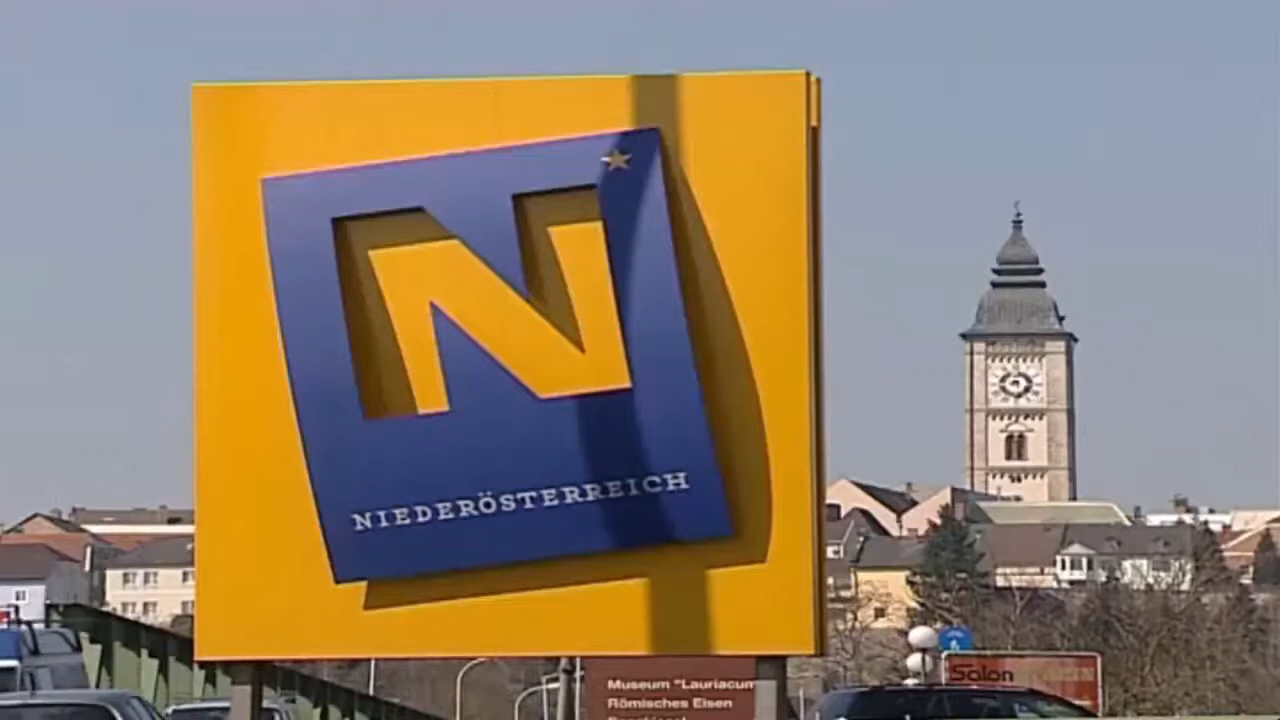 N
NIEDERÖSTERREICH
Museum "Lauriacum
Römisches Eisen
Salon